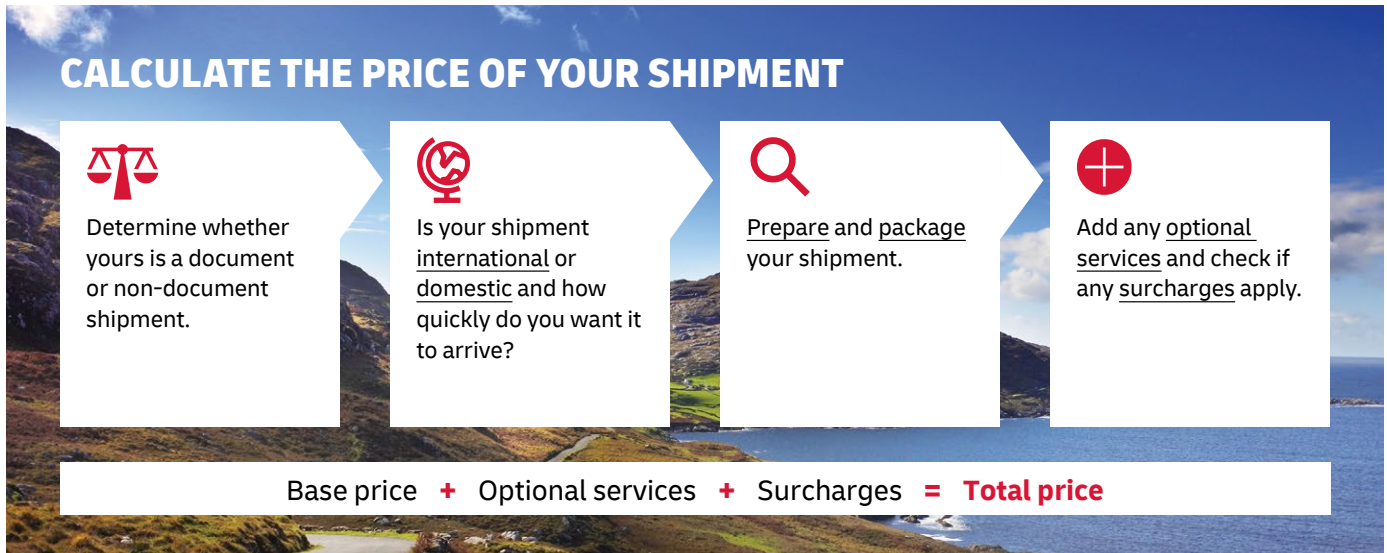 CALCULATE THE PRICE OF YOUR SHIPMENT
Determine whether
yours is a document
or non-document
shipment.
Is your shipment
international or
domestic and how
quickly do you want it
to arrive?
Prepare and package
your shipment.
Add any optional
services and check if
any surcharges apply.
Base price + Optional services + Surcharges = Total price